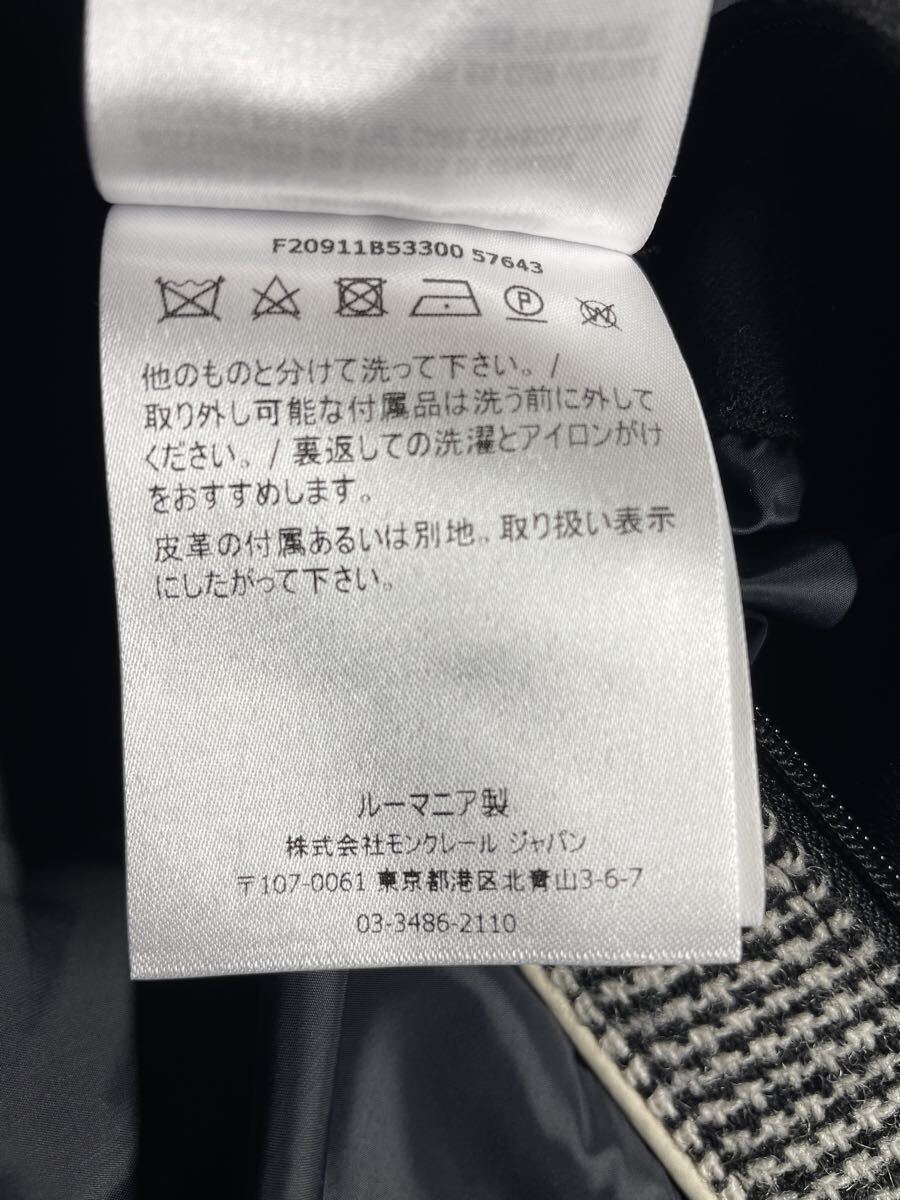 F20911B53300 57643
P
W
他のものと分けて洗って下さい。/
取り外し可能な付属品は洗う前に外して
ください。/ 裏返しての洗濯とアイロンがけ
をおすすめします。
皮革の付属あるいは別地。取り扱い表示
にしたがって下さい。
ルーマニア製
株式会社モンクレール ジャパン
〒107-0061 東京都港区北青山3-6-7
03-3486-2110